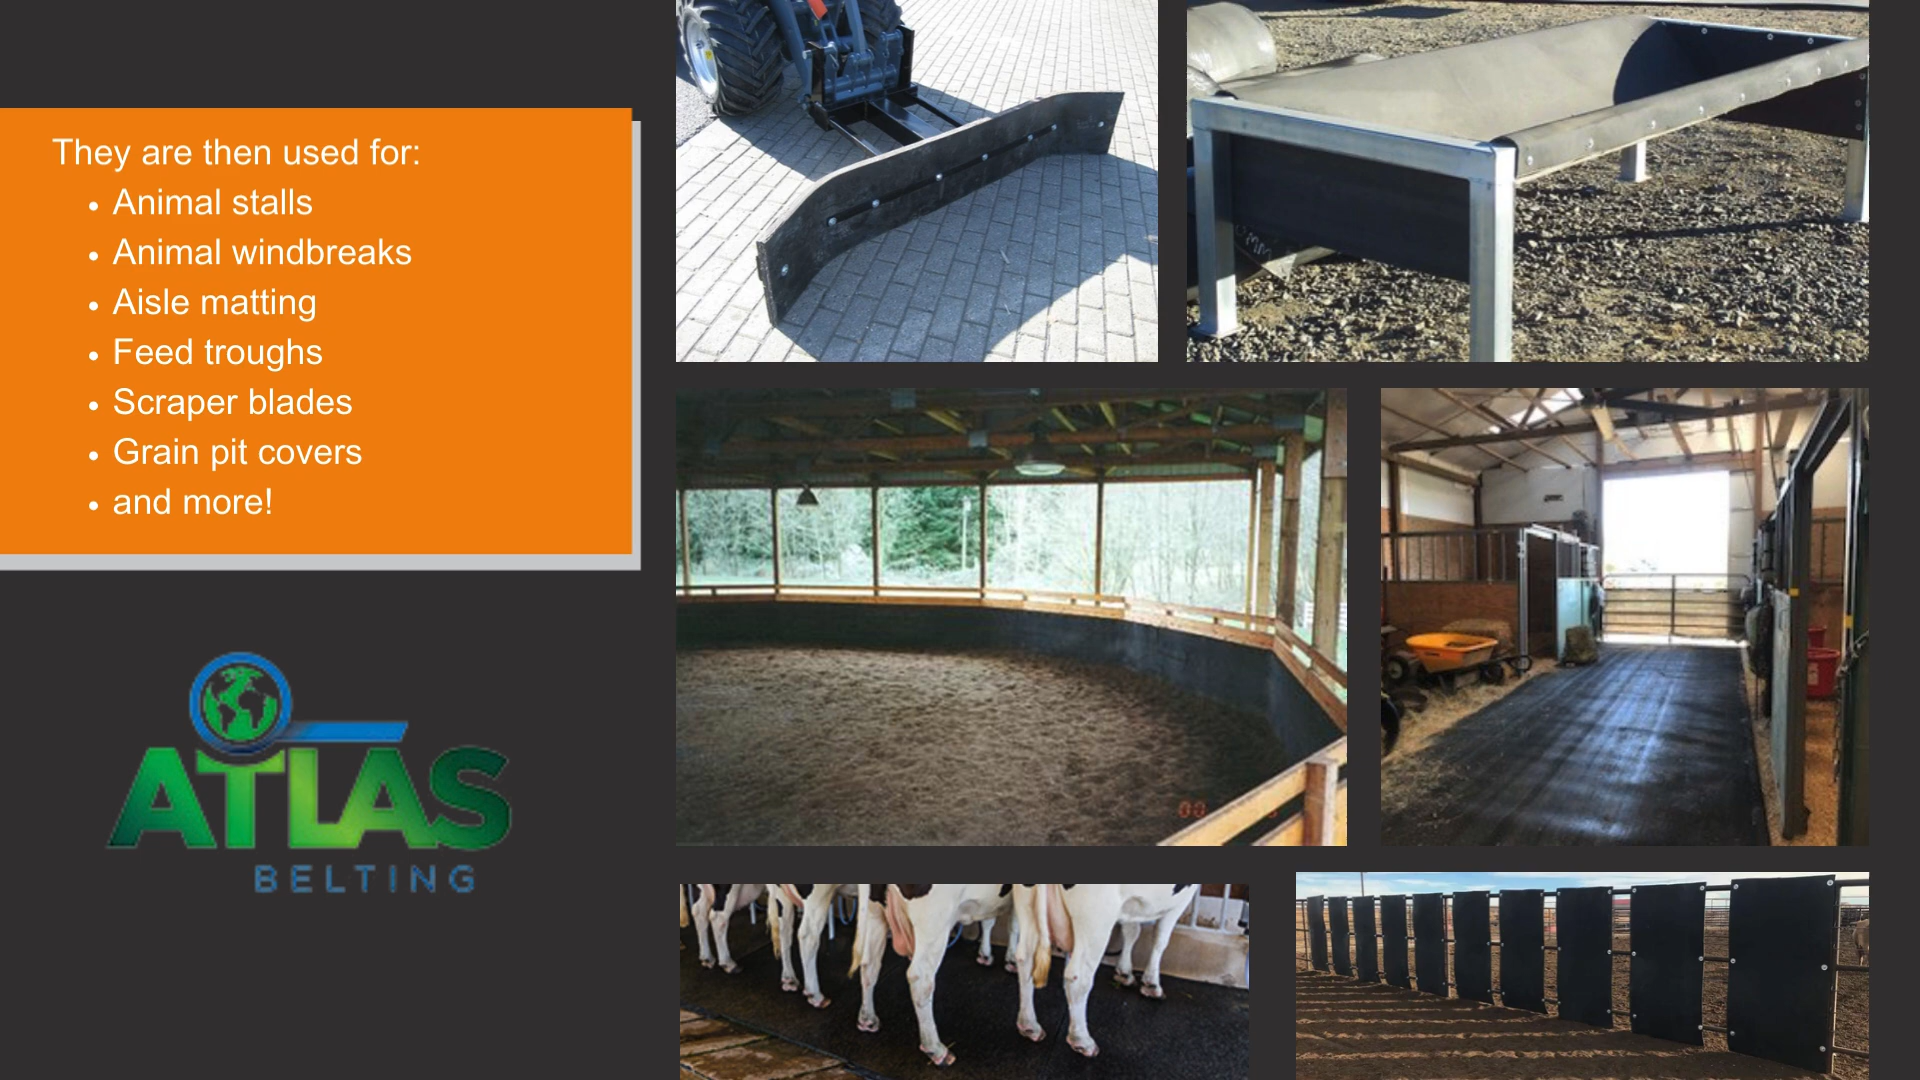 They are then used for:
• Animal stalls
• Animal windbreaks
• Aisle matting
• Feed troughs
• Scraper blades
• Grain pit covers
• and more!
ATLAS
BELTING
00